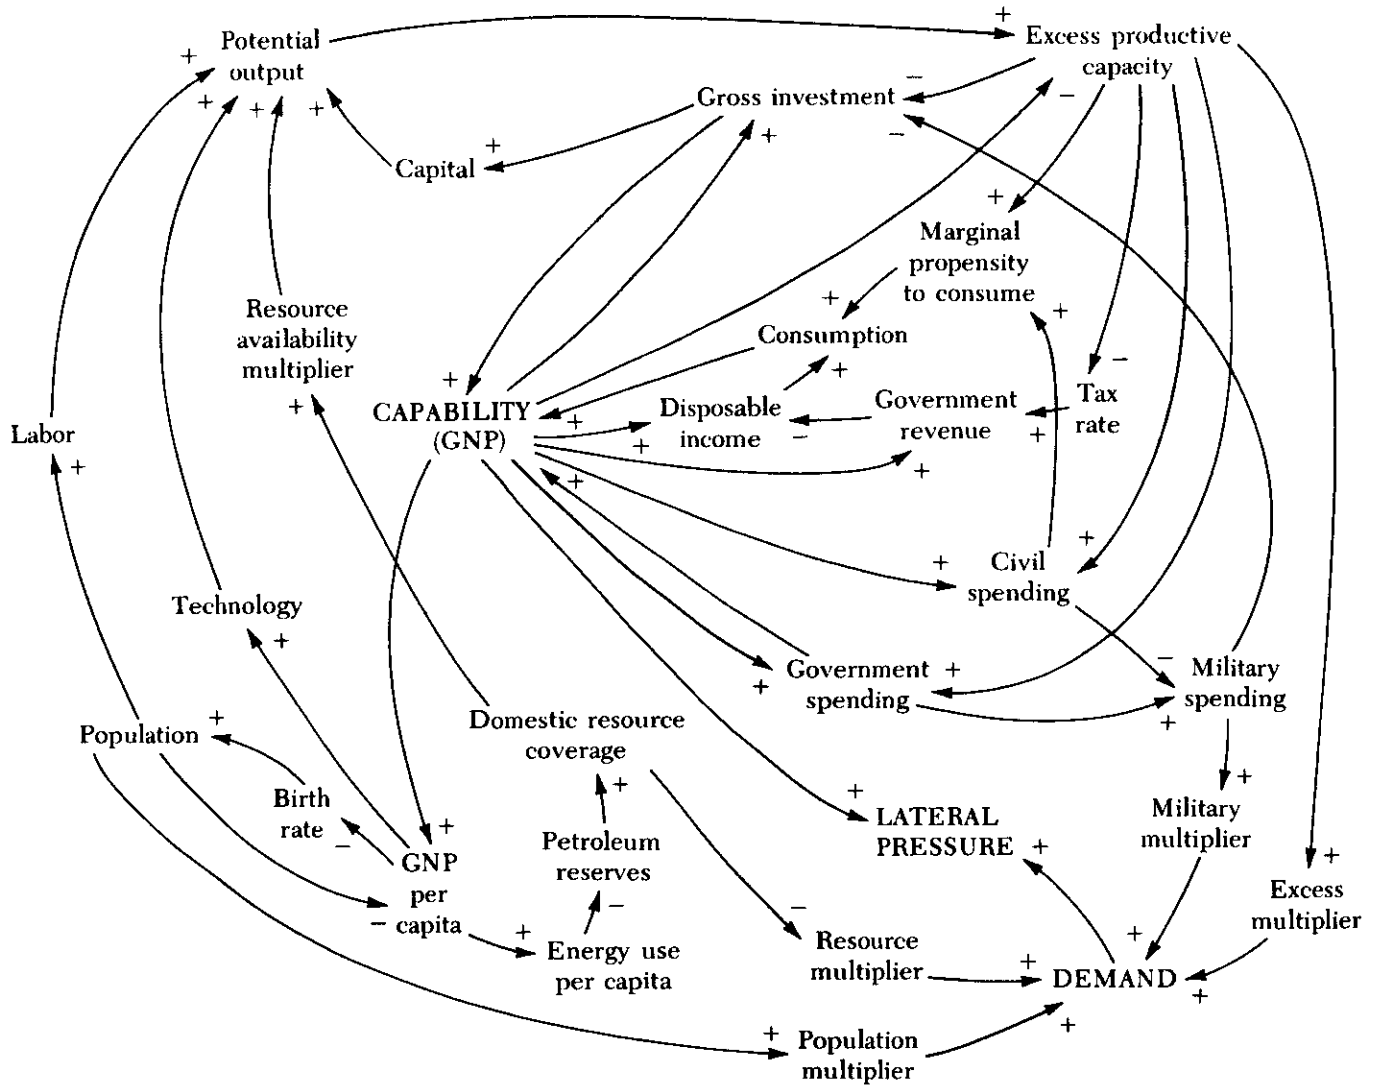 Potential
output
Excess productive
capacity
Gross investment
Capital
Marginal
propensity
to consume
Resource
availability
multiplier
Consumption
CAPABILITY
(GNP)
Disposable
income
Government
revenue
Tax
rate
Labor
Civil
spending
Technology
Government
spending
Military
spending
Population
Domestic resource
coverage
Birth
rate
GNP
per
capita
Petroleum
reserves
LATERAL
PRESSURE
Military
multiplier
Excess
multiplier
Energy use
per capita
Resource
multiplier
DEMAND
Population
multiplier